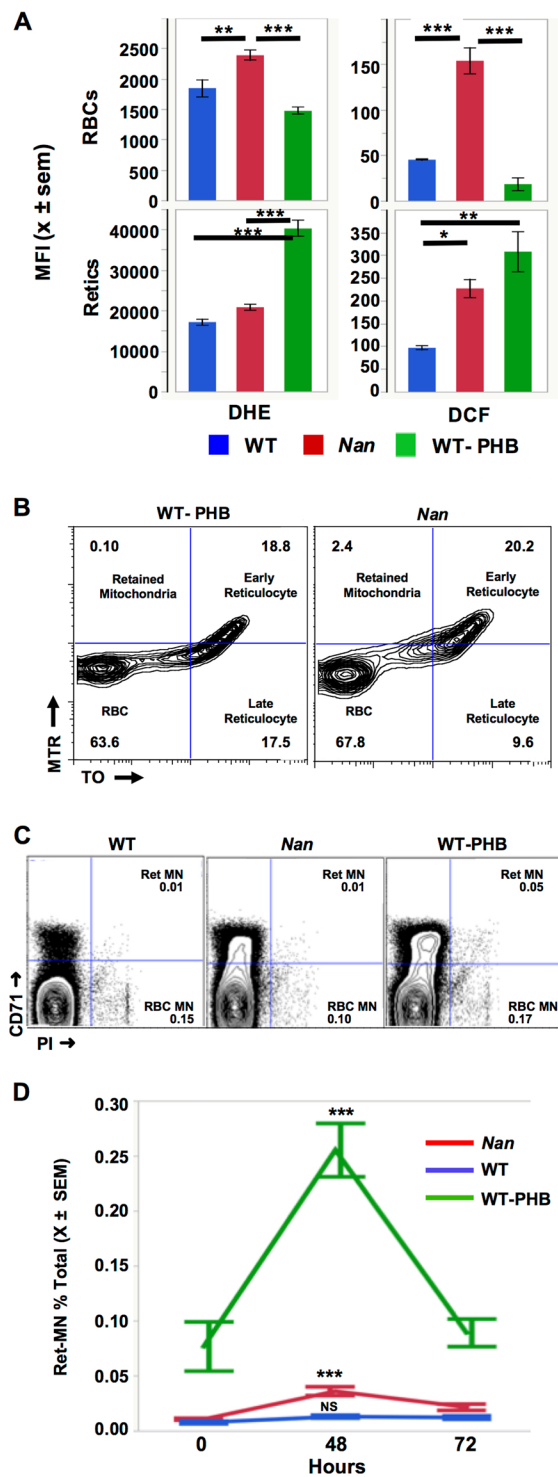 A
MFI (x ± sem)
RBCs
** ***
2500
2000
1500
1000
500
0
*** ***
150
100
50
0
Retics
***
***
40000
30000
20000
10000
0
**
*
350
300
250
200
150
100
50
0
DHE DCF
WT Nan WT- PHB
B
WT- PHB Nan
0.10 18.8
Retained Mitochondria
Early Reticulocyte
RBC
Late Reticulocyte
63.6 17.5
2.4 20.2
Retained Mitochondria
Early Reticulocyte
RBC
Late Reticulocyte
67.8 9.6
MTR
TO
C
WT Nan WT-PHB
Ret MN
0.01
RBC MN
0.15
Ret MN
0.01
RBC MN
0.10
Ret MN
0.05
RBC MN
0.17
CD71 →
PI →
D
Ret-MN % Total (X ± SEM)
0.30
0.25
0.20
0.15
0.10
0.05
0.00
***
***
NS
Nan
WT
WT-PHB
0 48 72
Hours